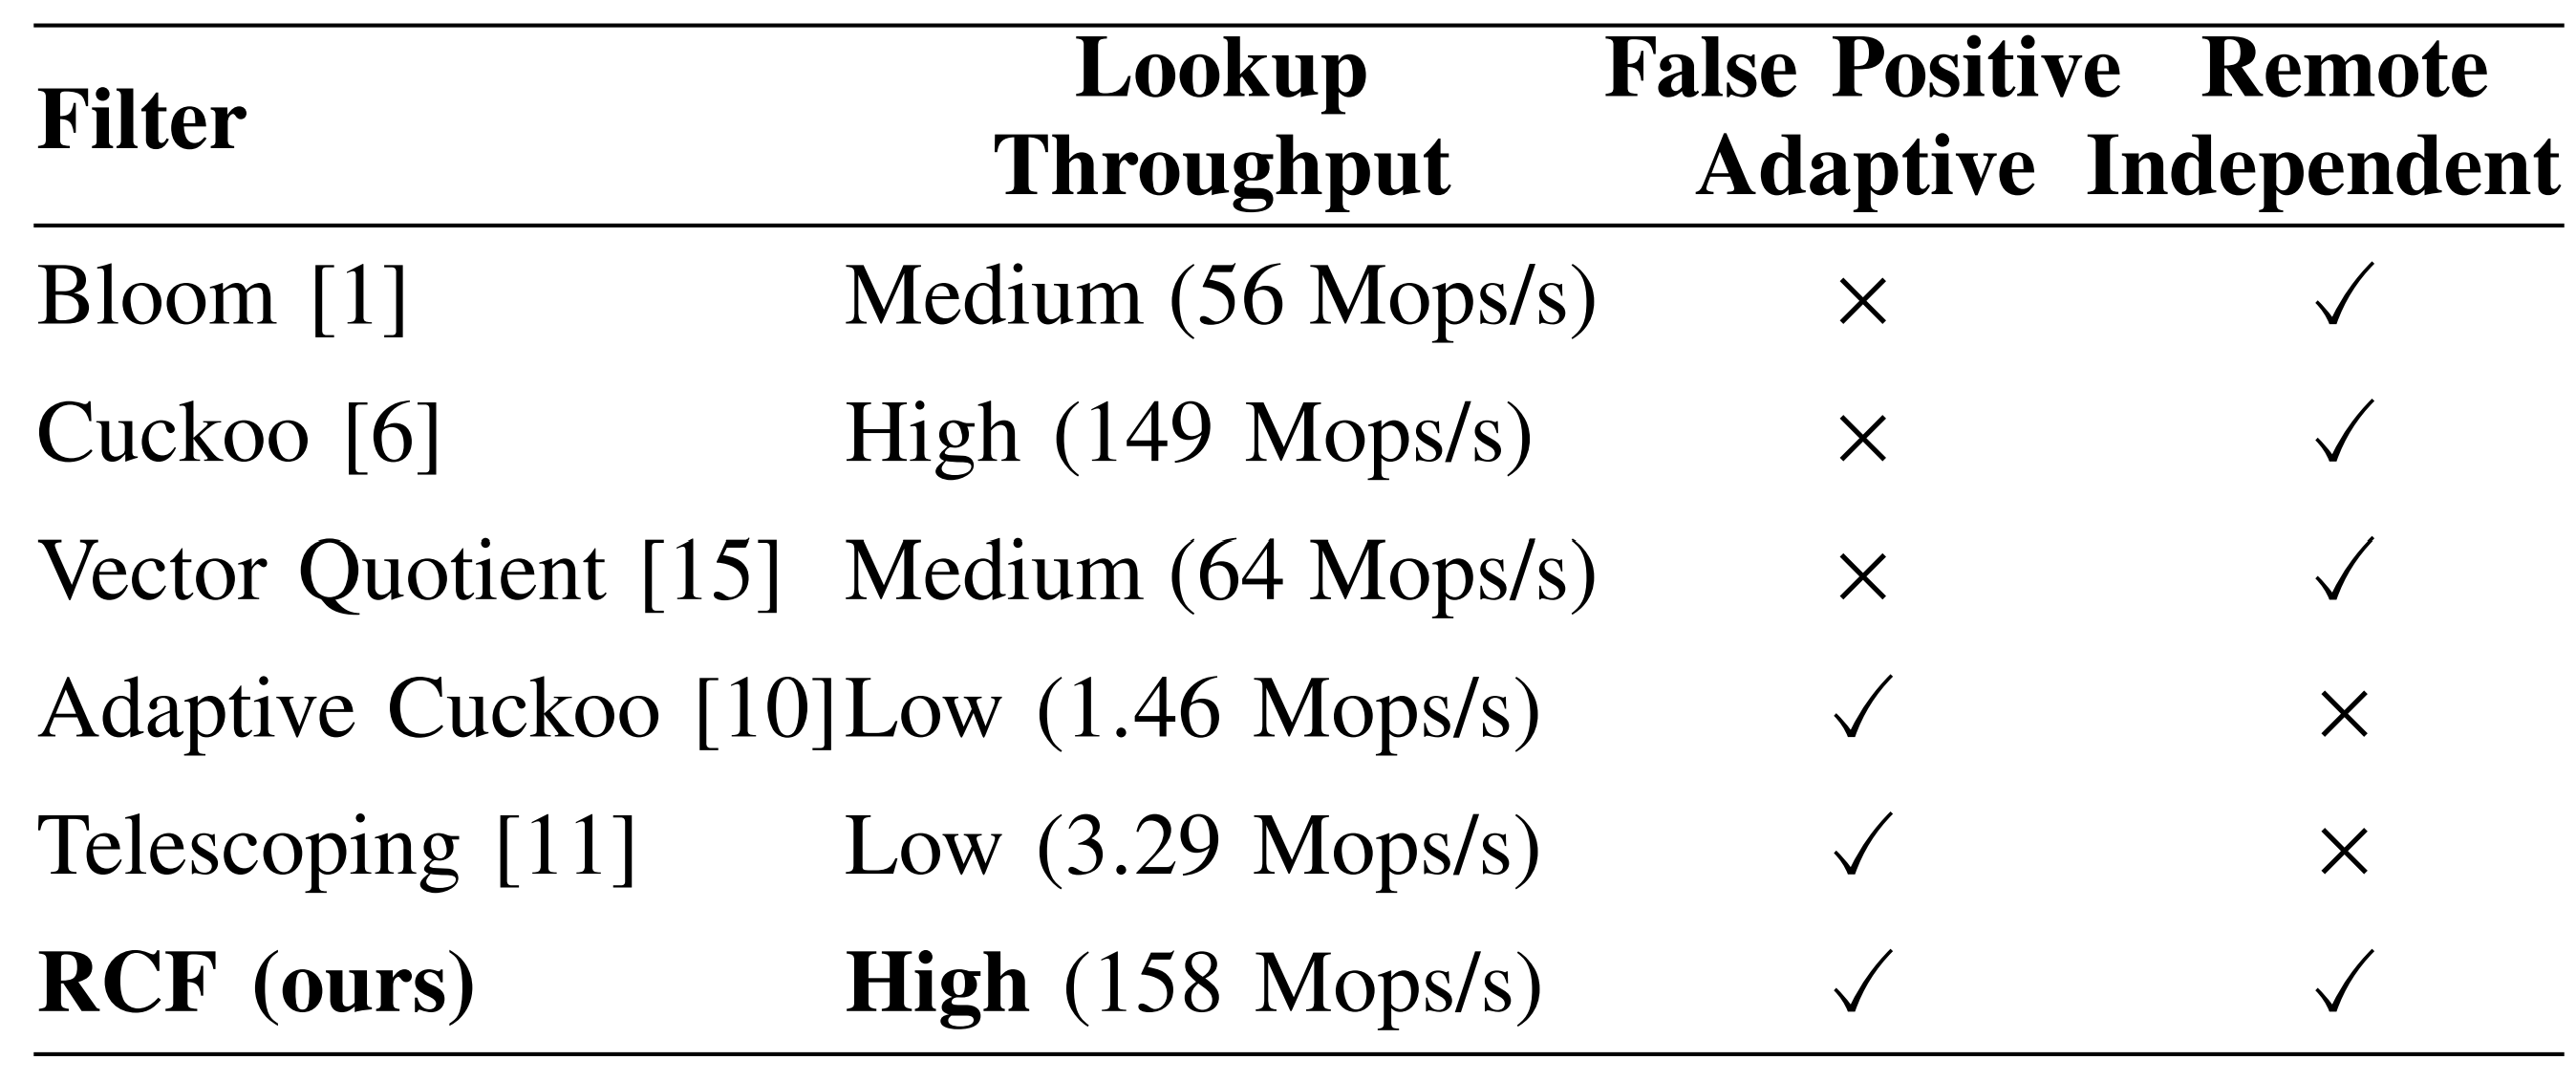 Filter Lookup Throughput False Positive Adaptive Remote Independent
Bloom [1] Medium (56 Mops/s) × ✓
Cuckoo [6] High (149 Mops/s) × ✓
Vector Quotient [15] Medium (64 Mops/s) × ✓
Adaptive Cuckoo [10] Low (1.46 Mops/s) ✓ ×
Telescoping [11] Low (3.29 Mops/s) ✓ ×
RCF (ours) High (158 Mops/s) ✓ ✓